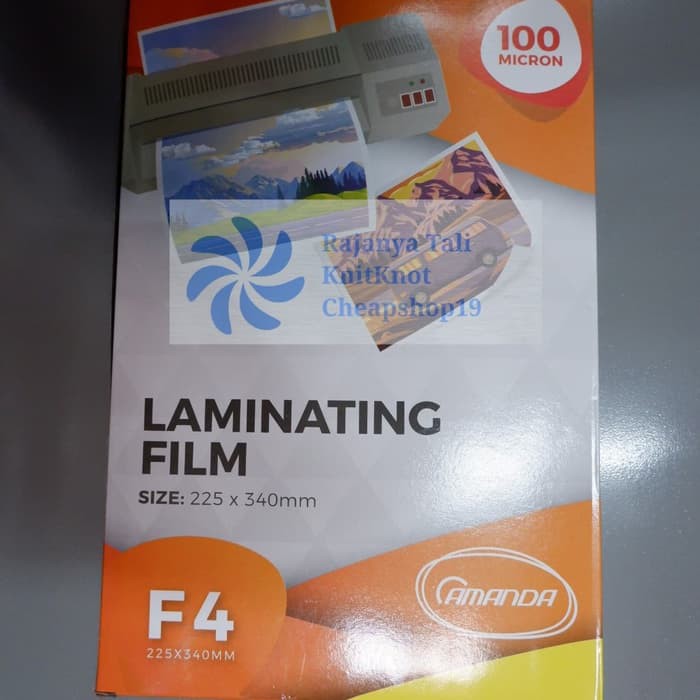 100
MICRON
Rajanya Tali
KnitKnot
Cheapshop19
LAMINATING
FILM
SIZE: 225 x 340mm
F4
225X340MM
AMANDA